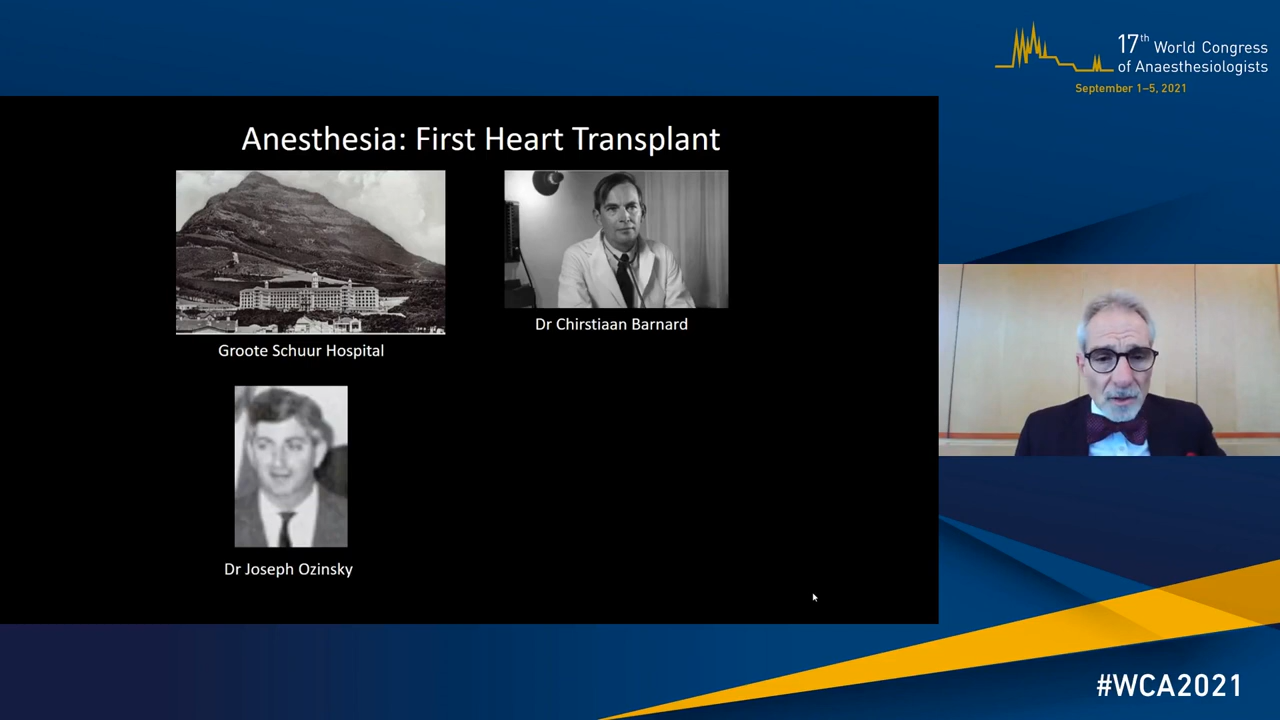 17th World Congress
of Anaesthesiologists
September 1–5, 2021
Anesthesia: First Heart Transplant
Groote Schuur Hospital
Dr Chirstiaan Barnard
Dr Joseph Ozinsky
#WCA2021